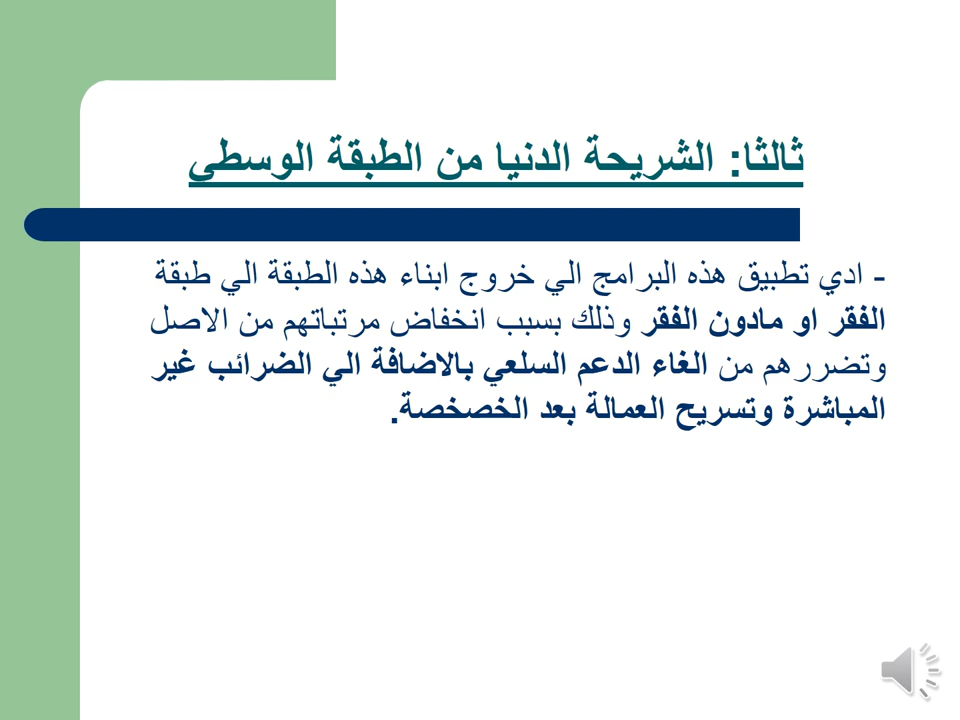 ثالثا: الشريحة الدنيا من الطبقة الوسطي
- ادي تطبيق هذه البرامج الي خروج ابناء هذه الطبقة الي طبقة
الفقر او مادون الفقر وذلك بسبب انخفاض مرتباتهم من الاصل
وتضررهم من الغاء الدعم السلعي بالاضافة الي الضرائب غير
المباشرة وتسريح العمالة بعد الخصخصة.